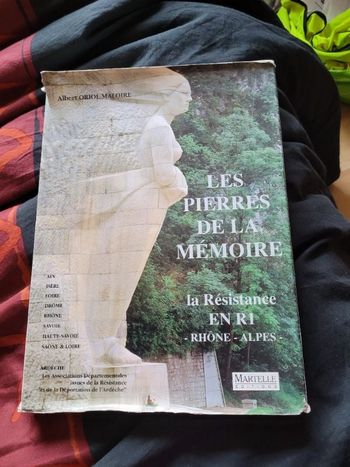 Albert ORIOL MALOIRE
LES
PIERRES
DE LA
MÉMOIRE
la Résistance
EN R1
- RHÔNE - ALPES -
AIN
ISÈRE
LOIRE
DRÔME
RHÔNE
SAVOIE
HAUTE-SAVOIE
SAÔNE & LOIRE
ARDÈCHE
Les Associations Départementales
issues de la Résistance
et de la Déportation de l'Ardèche"
MARTELLE
ÉDITIONS